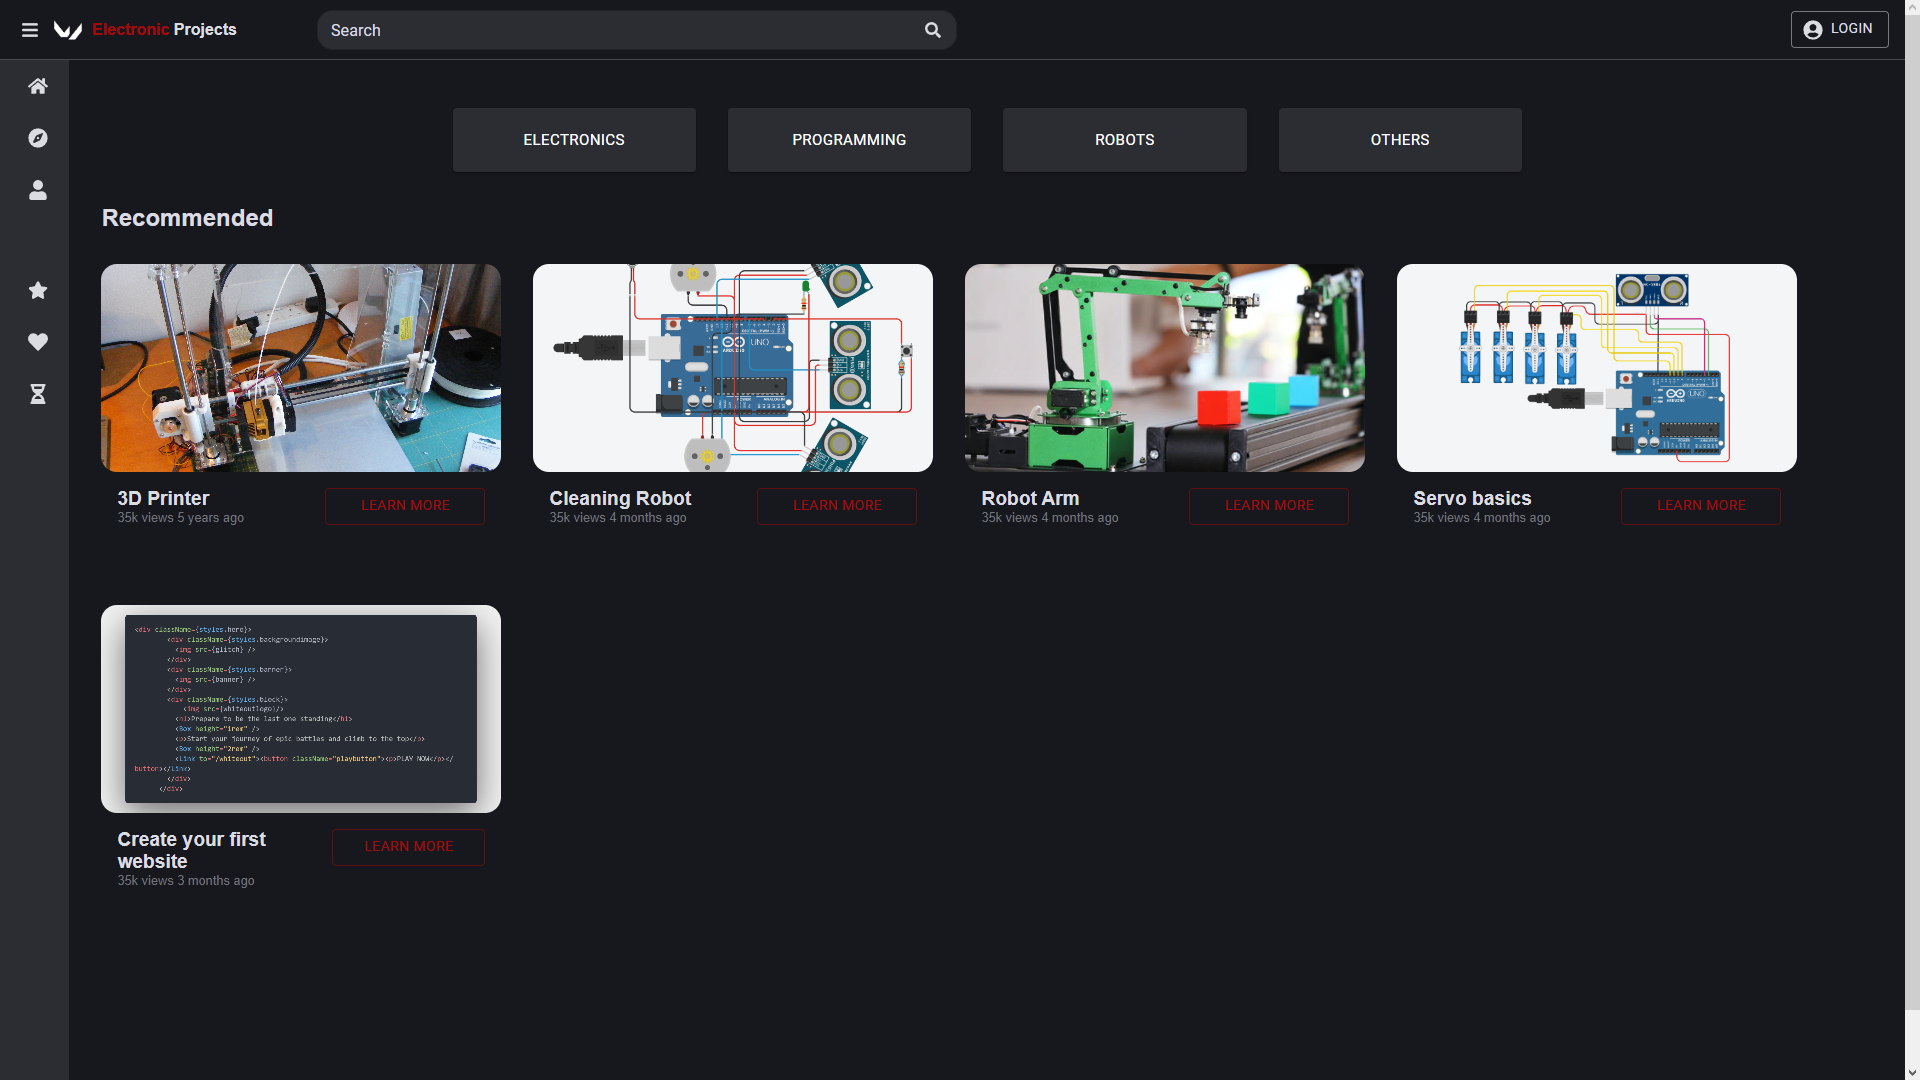 Electronic Projects
Search
LOGIN
ELECTRONICS
PROGRAMMING
ROBOTS
OTHERS
Recommended
UNO
ARDUINO
UNO
ARDUINO
3D Printer
35k views 5 years ago
LEARN MORE
Cleaning Robot
35k views 4 months ago
LEARN MORE
Robot Arm
35k views 4 months ago
LEARN MORE
Servo basics
35k views 4 months ago
LEARN MORE
<div className={styles.hero}>
<div className={styles.backgroundimage}>
<img src={glitch} />
</div>
<div className={styles.banner}>
<img src={banner} />
</div>
<div className={styles.block}>
<img src={whiteoutlogo}/>
<h1>Prepare to be the last one standing</h1>
<Box height="1rem" />
<p>Start your journey of epic battles and climb to the top</p>
<Box height="2rem" />
<Link to="/whiteout"><button className="playbutton"><p>PLAY NOW</p></
button></Link>
</div>
</div>
Create your first
website
35k views 3 months ago
LEARN MORE